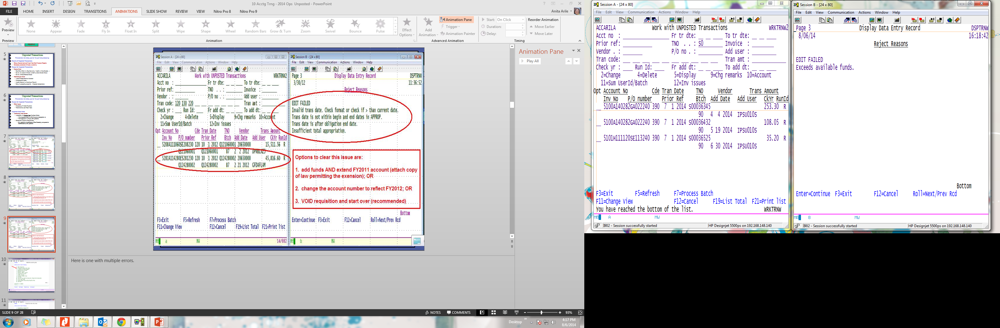 10 Acctg Trng - 2014 Ops  Unposted - PowerPoint
FILE HOME INSERT DESIGN TRANSITIONS ANIMATIONS SLIDE SHOW REVIEW VIEW Nitro Pro 8 Nitro Pro 9
Anita Arile
Preview
None Appear Fade Fly In Float In Split Wipe Shape Wheel Random Bars Grow & Turn Zoom Swivel Bounce Pulse
Effect Options
Add Animation
Animation Pane
Trigger
Animation Painter
Start: On Click
Duration:
Delay:
Reorder Animation
Move Earlier
Move Later
Preview Animation Advanced Animation Timing
5
Unposted Transactions
6
Unposted Transactions
7
8
9
10
11
Session A - [24 x 80]
File Edit View Communication Actions Window Help
ACCARILA Work with UNPOSTED Transactions WRKTRNW2
Acct no : Fr tr dte: To tr dte:
Prior ref: TNO . . : Invoice :
Vendor . : P/O no . . : Add user :
Tran code: 120 130 220 Tran amt :
Check yr : Run Id: Fr add dt: To add dt:
2=Change 4=Delete 5=Display 9=Chg remarks 10=Account
11=Sum UserId/Batch 12=Inv issues
Opt Account No Cde Tran Date TNO Vendor Trans Amount
Inv No P/O number Prior Ref Btch Add Date Add User CkYr RunId
5208A111060SE208230 120 10 1 2012 Q121060001 20650000 15,511.56 R
Q121060001 Q121060001 87 2 2 2012 DPWBLAZJ
5281A114280ES281230 120 10 1 2012 Q124280002 20650000 45,816.60 R
Q124280002 Q124280002 87 2 21 2012 GFDAFLAM
F3=Exit F5=Refresh F7=Process Batch
F11=Change View F12=Cancel F19=List Total F21=Print list
MA a MW 14/002
Session B - [24 x 80]
File Edit View Communication Actions Window Help
Page 3 Display Data Entry Record DSPTRNW
3/30/12 11:36:52
Reject Reasons
EDIT FAILED
Invalid trans date. Check format or check if > than current date.
Trans date is not within begin and end dates in APPROP.
Trans date is after obligation end date.
Insufficient total appropriation.
Options to clear this issue are:
1. add funds AND extend FY2011 account (attach copy
of law permitting the exension); OR
2. change the account number to reflect FY2012; OR
3. VOID requisition and start over (recommended)
Bottom
Enter=Continue F3=Exit F12=Cancel Roll=Next/Prev Rcd
MA b MW
Animation Pane
Play All
Here is one with multiple errors.
SLIDE 9 OF 28
NOTES COMMENTS 93%
Desktop
4:17 PM
8/6/2014
Session A - [24 x 80]
File Edit View Communication Actions Window Help
ACCARILA Work with UNPOSTED Transactions WRKTRNW2
Acct no : Fr tr dte: To tr dte:
Prior ref: TNO . . : SO Invoice :
Vendor . : P/O no . : Add user :
Tran code: Tran amt :
Check yr : Run Id: Fr add dt: To add dt:
2=Change 4=Delete 5=Display 9=Chg remarks 10=Account
11=Sum UserId/Batch 12=Inv issues
Opt Account No Cde Tran Date TNO Vendor Trans Amount
Inv No P/O number Prior Ref Btch Add Date Add User CkYr RunId
5100A140282GA022240 390 7 1 2014 S00036345 253.30 R
90 4 4 2014 IPSU010S
5100A140282GA022240 390 7 1 2014 S00036432 108.05 R
90 5 19 2014 IPSU010S
5101H111120SE113240 390 7 1 2014 S00036525 35.20 R
90 6 30 2014 IPSU010S
F3=Exit F5=Refresh F7=Process Batch
F11=Change View F12=Cancel F19=List Total F21=Print list
You have reached the bottom of the list. WRKTRNW
MA A MW
I902 - Session successfully started HP Designjet 5500ps on 192.168.148.140
Session B - [24 x 80]
File Edit View Communication Actions Window Help
Page 3 Display Data Entry Record DSPTRNW
8/06/14 16:18:42
Reject Reasons
EDIT FAILED
Exceeds available funds.
Bottom
Enter=Continue F3=Exit F12=Cancel Roll=Next/Prev Rcd
MA B MW
I902 - Session successfully started HP Designjet 5500ps on 192.168.148.140